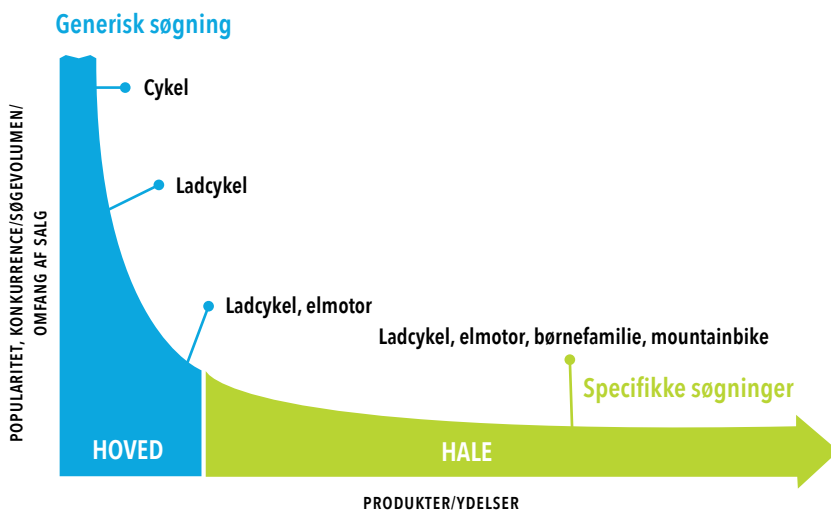 Generisk søgning
Cykel
Ladcykel
Ladcykel, elmotor
Ladcykel, elmotor, børnefamilie, mountainbike
Specifikke søgninger
POPULARITET, KONKURRENCE/SØGEVOLUMEN/
OMFANG AF SALG
HOVED
HALE
PRODUKTER/YDELSER